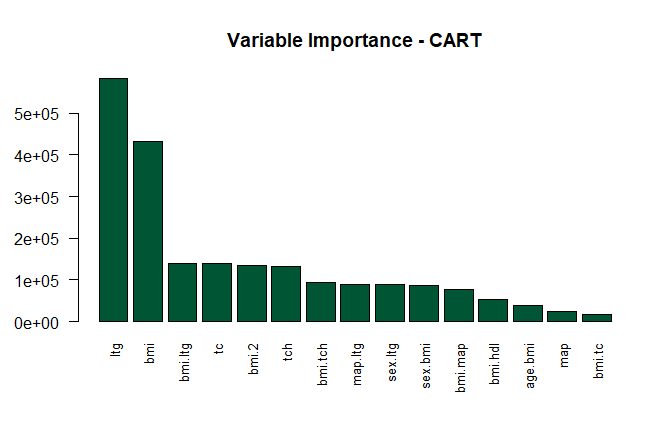 Variable Importance - CART
5e+05
4e+05
3e+05
2e+05
1e+05
0e+00
ltg
bmi
bmi.ltg
tc
bmi.2
tch
bmi.tch
map.ltg
sex.ltg
sex.bmi
bmi.map
bmi.hdl
age.bmi
map
bmi.tc